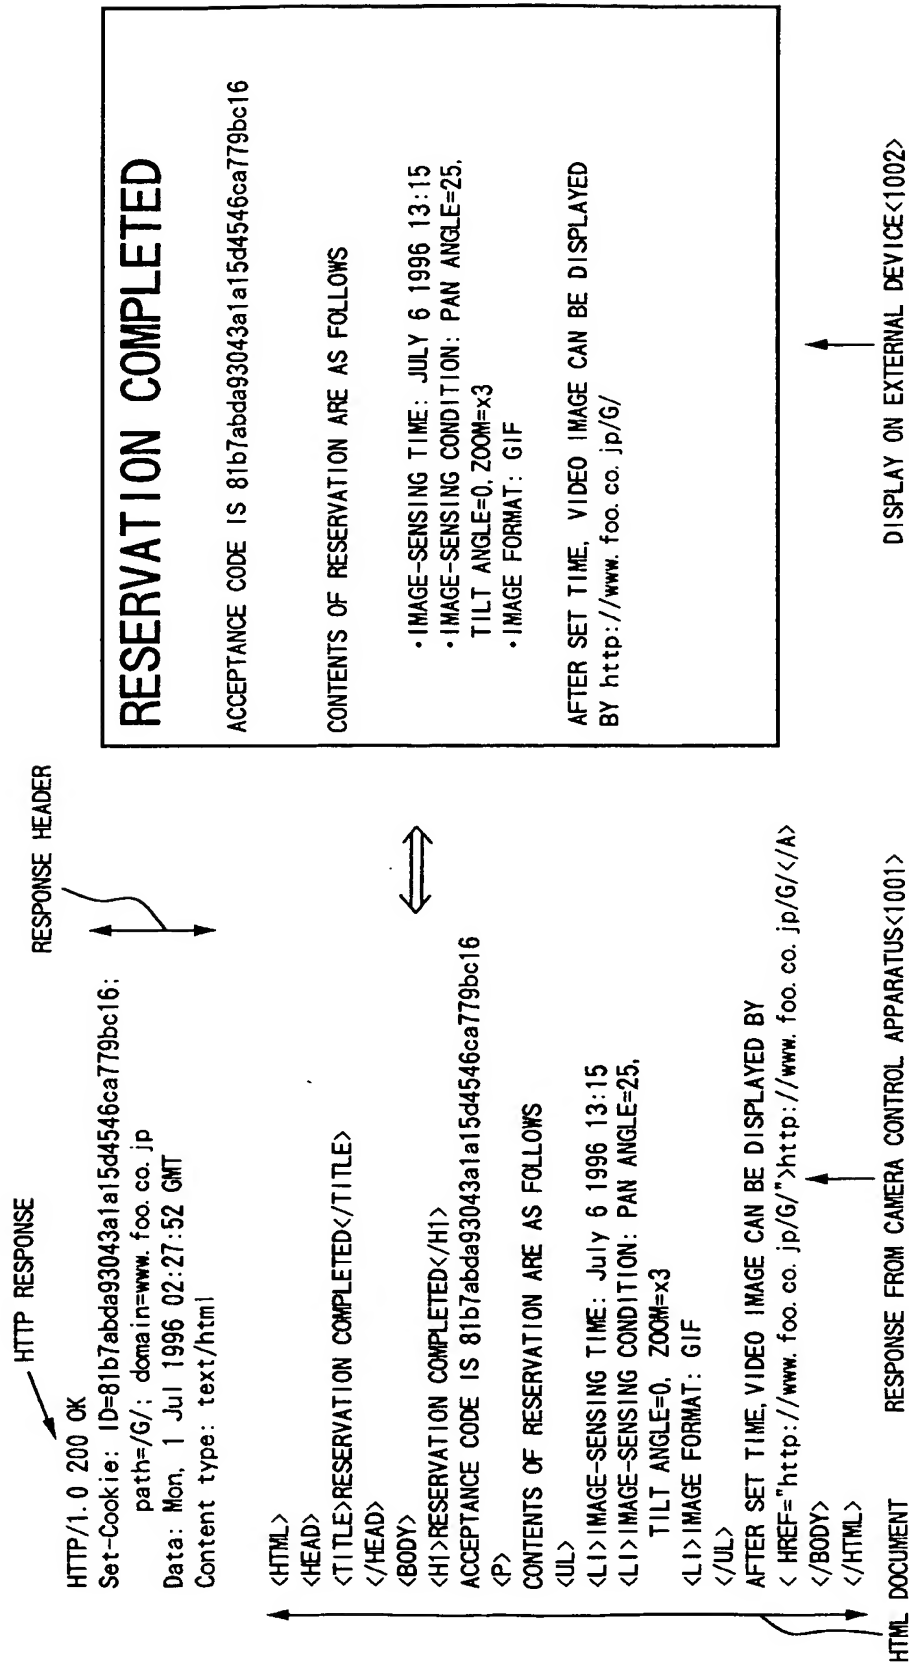 HTTP RESPONSE
RESPONSE HEADER
HTTP/1.0 200 OK
Set-Cookie: ID=81b7abda93043a1a15d4546ca779bc16:
path=/G/; domain=www.foo.co.jp
Data: Mon, 1 Jul 1996 02:27:52 GMT
Content type: text/html
<HTML>
<HEAD>
<TITLE>RESERVATION COMPLETED</TITLE>
</HEAD>
<BODY>
<H1>RESERVATION COMPLETED</H1>
ACCEPTANCE CODE IS 81b7abda93043a1a15d4546ca779bc16
<P>
CONTENTS OF RESERVATION ARE AS FOLLOWS
<UL>
<LI>IMAGE-SENSING TIME: July 6 1996 13:15
<LI>IMAGE-SENSING CONDITION: PAN ANGLE=25,
TILT ANGLE=0, ZOOM=x3
<LI>IMAGE FORMAT: GIF
</UL>
AFTER SET TIME, VIDEO IMAGE CAN BE DISPLAYED BY
< HREF="http://www.foo.co.jp/G/">http://www.foo.co.jp/G/</A>
</BODY>
</HTML>
HTML DOCUMENT
RESPONSE FROM CAMERA CONTROL APPARATUS<1001>
RESERVATION COMPLETED
ACCEPTANCE CODE IS 81b7abda93043a1a15d4546ca779bc16
CONTENTS OF RESERVATION ARE AS FOLLOWS
・IMAGE-SENSING TIME: JULY 6 1996 13:15
・IMAGE-SENSING CONDITION: PAN ANGLE=25,
TILT ANGLE=0, ZOOM=x3
・IMAGE FORMAT: GIF
AFTER SET TIME, VIDEO IMAGE CAN BE DISPLAYED
BY http://www.foo.co.jp/G/
DISPLAY ON EXTERNAL DEVICE<1002>